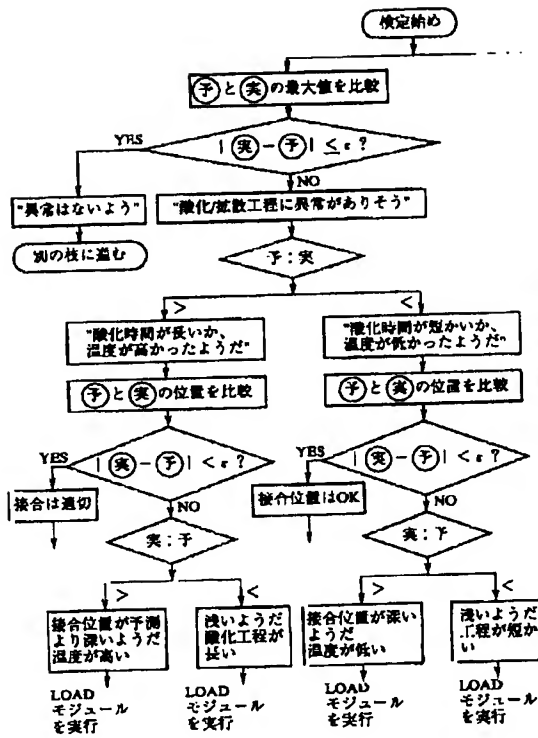 検定始め
予と実の最大値を比較
|実－予|≦ε？
YES
NO
"異常はないよう"
"酸化/拡散工程に異常がありそう"
別の枝に進む
予：実
>
<
"酸化時間が長いか、
温度が高かったようだ"
"酸化時間が短かいか、
温度が低かったようだ"
予と実の位置を比較
予と実の位置を比較
YES
|実－予|<ε？
YES
|実－予|<ε？
接合は適切
NO
接合位置はOK
NO
実：予
実：予
>
<
>
<
接合位置が予測
より深いようだ
温度が高い
浅いようだ
酸化工程が
長い
接合位置が深い
ようだ
温度が低い
浅いようだ
工程が短か
い
LOAD
モジュール
を実行
LOAD
モジュール
を実行
LOAD
モジュール
を実行
LOAD
モジュール
を実行